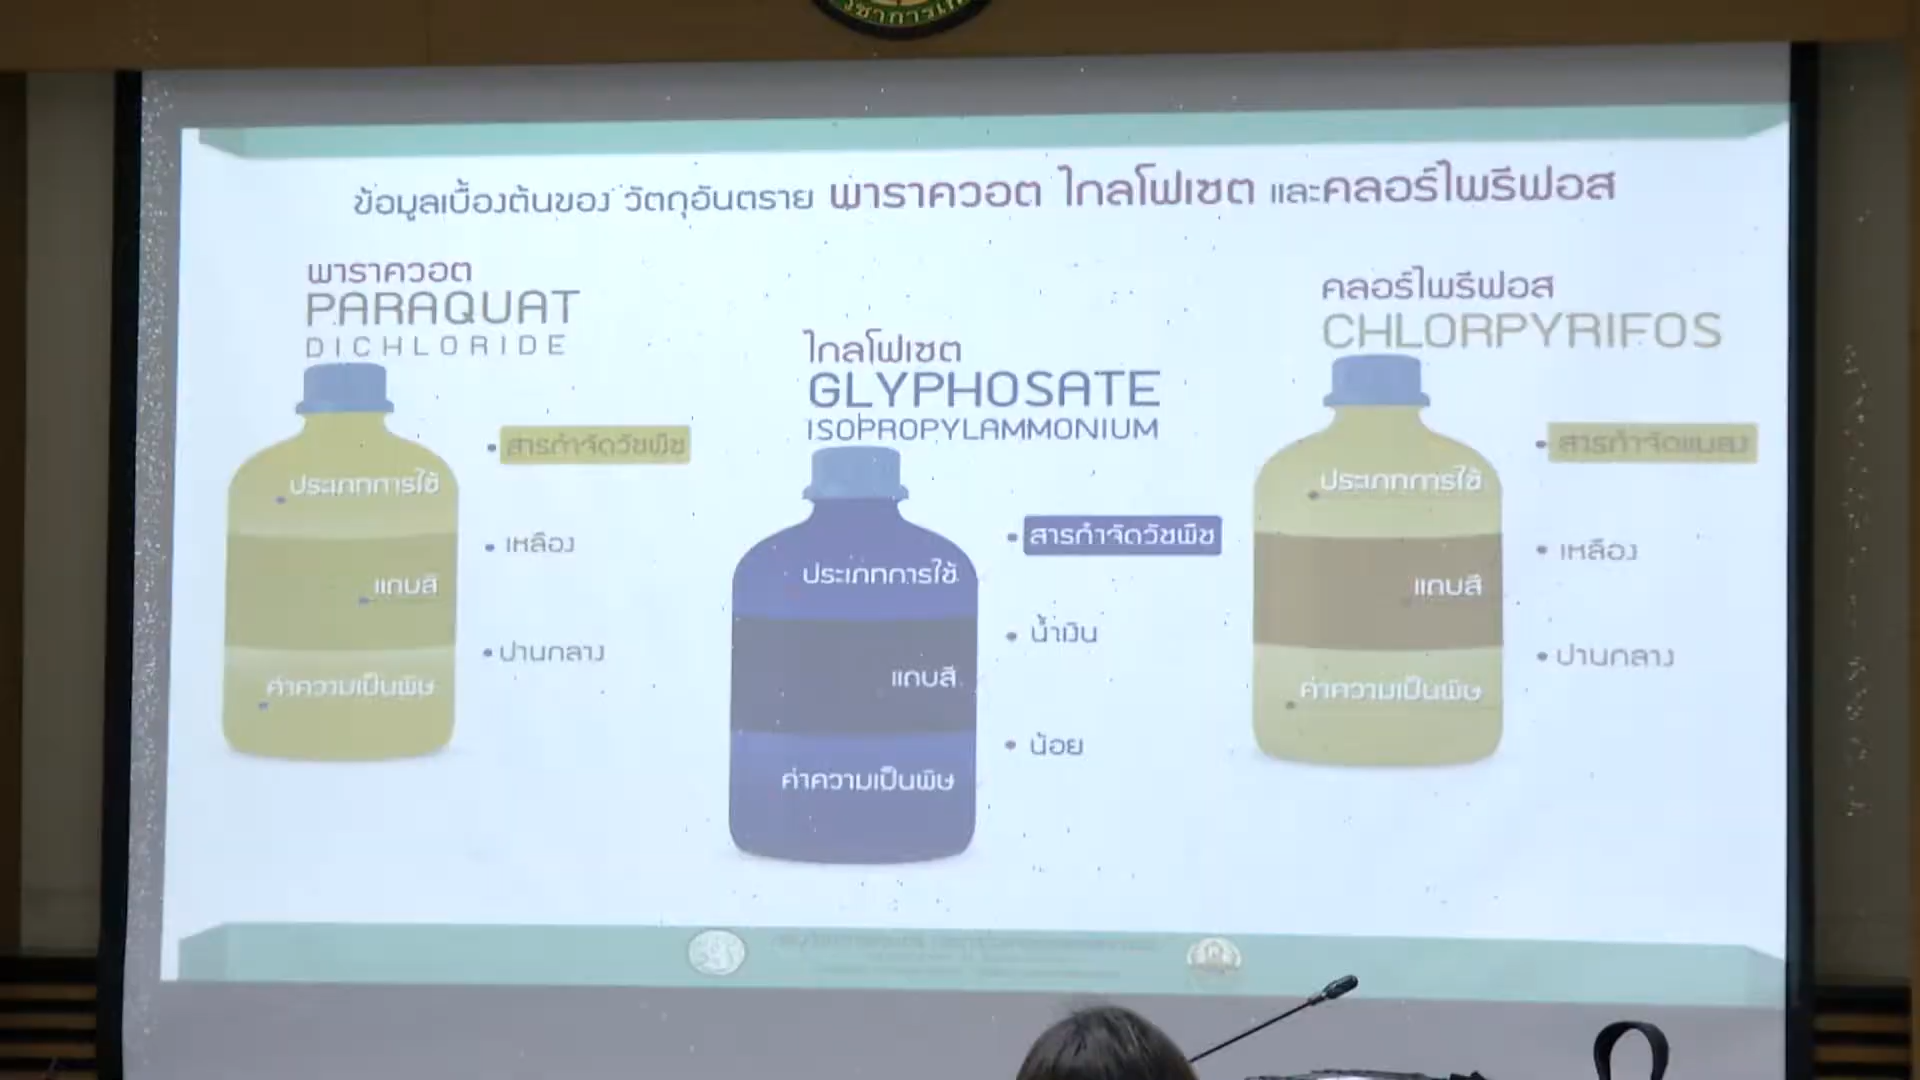 ข้อมูลเบื้องต้นของ วัตถุอันตราย พาราควอต ไกลโฟเซต และคลอร์ไพรีฟอส
พาราควอต
PARAQUAT
DICHLORIDE
สารกำจัดวัชพืช
ประเภทการใช้
เหลือง
แถบสี
ปานกลาง
ค่าความเป็นพิษ
ไกลโฟเซต
GLYPHOSATE
ISOPROPYLAMMONIUM
สารกำจัดวัชพืช
ประเภทการใช้
น้ำเงิน
แถบสี
น้อย
ค่าความเป็นพิษ
คลอร์ไพรีฟอส
CHLORPYRIFOS
สารกำจัดแมลง
ประเภทการใช้
เหลือง
แถบสี
ปานกลาง
ค่าความเป็นพิษ